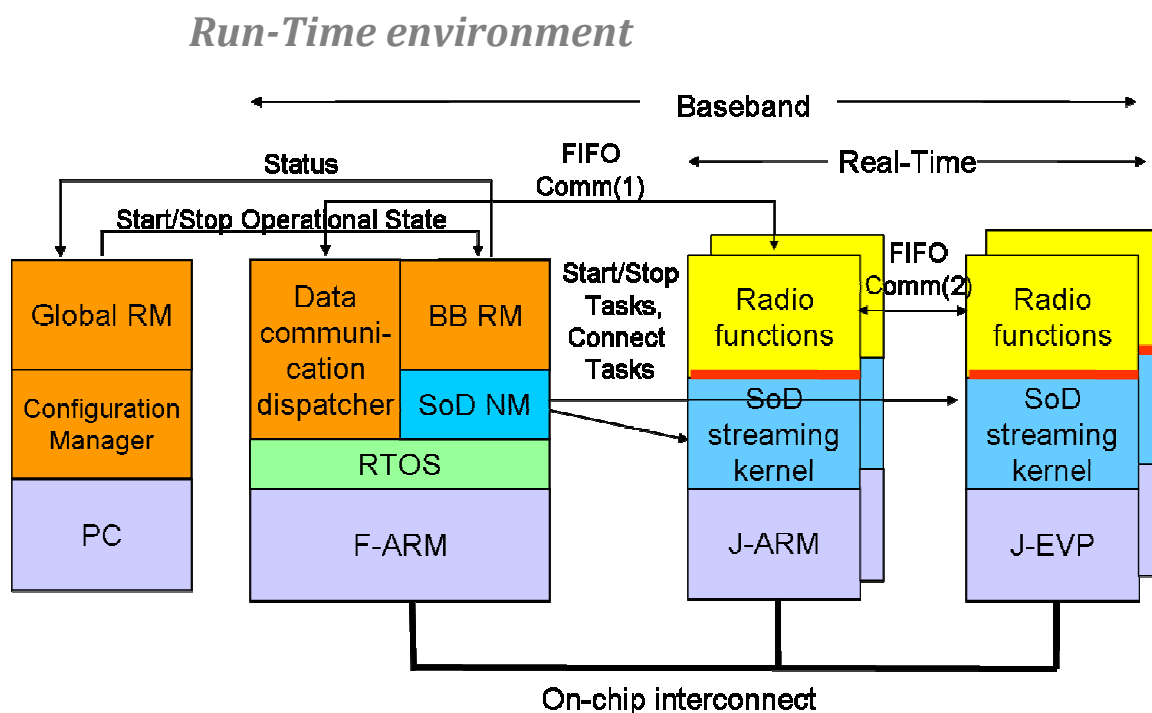 Run-Time environment
Baseband
Status
FIFO
Comm(1)
Real-Time
Start/Stop Operational State
Global RM
Configuration
Manager
PC
Data
communi-
cation
dispatcher
BB RM
SoD NM
RTOS
F-ARM
Start/Stop
Tasks,
Connect
Tasks
Radio
functions
SoD
streaming
kernel
J-ARM
FIFO
Comm(2)
Radio
functions
SoD
streaming
kernel
J-EVP
On-chip interconnect